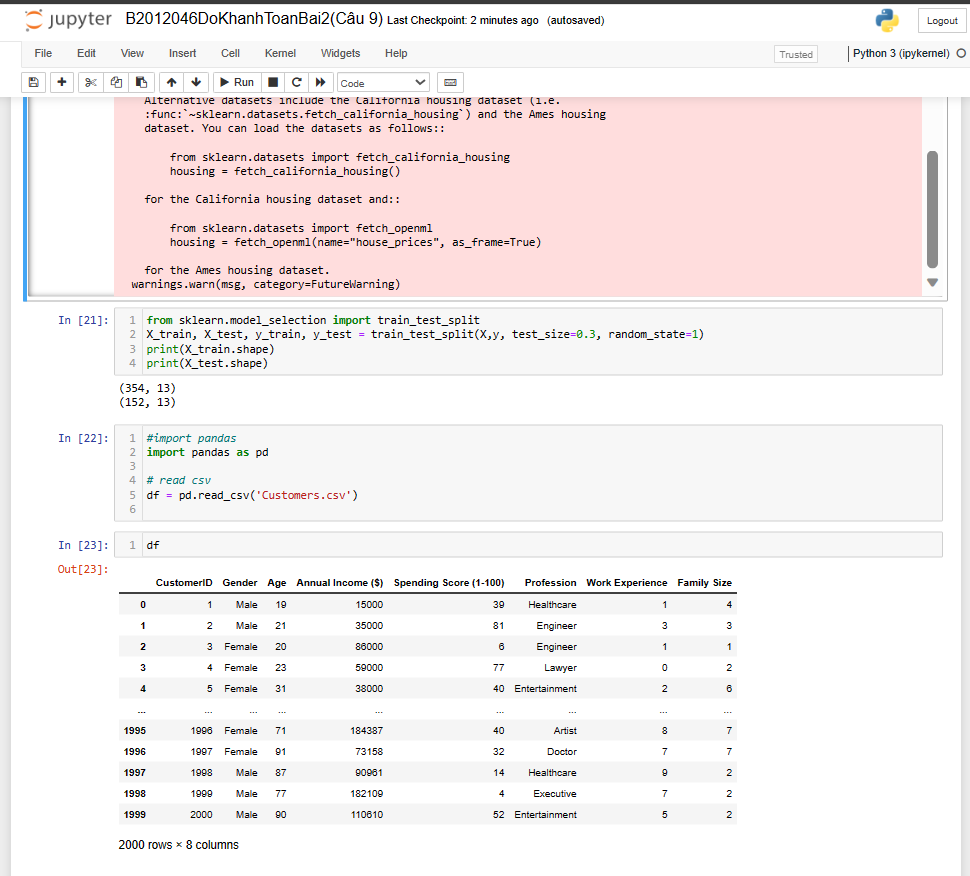 jupyter B2012046DoKhanhToanBai2(Câu 9) Last Checkpoint: 2 minutes ago (autosaved)
Logout
File Edit View Insert Cell Kernel Widgets Help
Trusted Python 3 (ipykernel)
Run Code
Alternative datasets include the California housing dataset (i.e.
:func:`~sklearn.datasets.fetch_california_housing`) and the Ames housing
dataset. You can load the datasets as follows::
from sklearn.datasets import fetch_california_housing
housing = fetch_california_housing()
for the California housing dataset and::
from sklearn.datasets import fetch_openml
housing = fetch_openml(name="house_prices", as_frame=True)
for the Ames housing dataset.
warnings.warn(msg, category=FutureWarning)
In [21]:
1 from sklearn.model_selection import train_test_split
2 X_train, X_test, y_train, y_test = train_test_split(X,y, test_size=0.3, random_state=1)
3 print(X_train.shape)
4 print(X_test.shape)
(354, 13)
(152, 13)
In [22]:
1 #import pandas
2 import pandas as pd
3
4 # read csv
5 df = pd.read_csv('Customers.csv')
6
In [23]:
1 df
Out[23]:
CustomerID Gender Age Annual Income ($) Spending Score (1-100) Profession Work Experience Family Size
0 1 Male 19 15000 39 Healthcare 1 4
1 2 Male 21 35000 81 Engineer 3 3
2 3 Female 20 86000 6 Engineer 1 1
3 4 Female 23 59000 77 Lawyer 0 2
4 5 Female 31 38000 40 Entertainment 2 6
... ... ... ... ... ... ... ... ...
1995 1996 Female 71 184387 40 Artist 8 7
1996 1997 Female 91 73158 32 Doctor 7 7
1997 1998 Male 87 90961 14 Healthcare 9 2
1998 1999 Male 77 182109 4 Executive 7 2
1999 2000 Male 90 110610 52 Entertainment 5 2
2000 rows × 8 columns